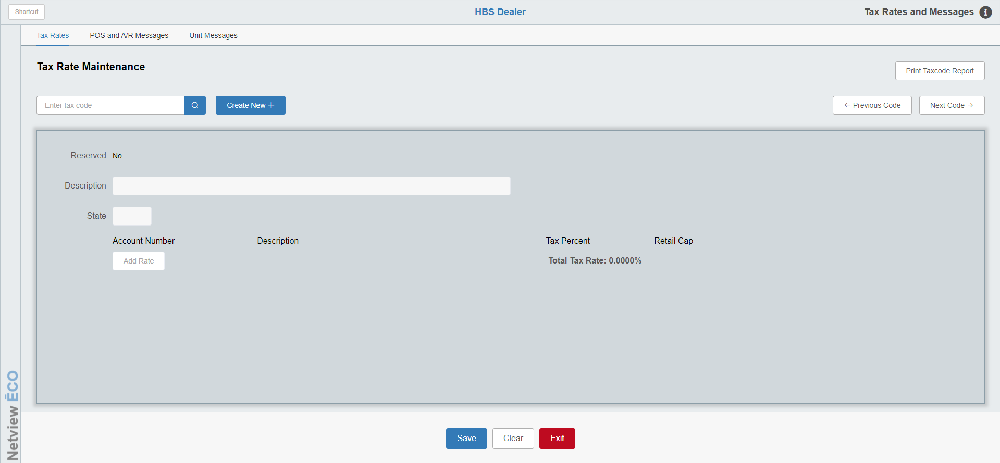 Shortcut
HBS Dealer
Tax Rates and Messages
Tax Rates
POS and A/R Messages
Unit Messages
Tax Rate Maintenance
Print Taxcode Report
Enter tax code
Create New +
← Previous Code
Next Code →
Reserved No
Description
State
Account Number
Description
Tax Percent
Retail Cap
Add Rate
Total Tax Rate: 0.0000%
Netview ĒCO
Save
Clear
Exit